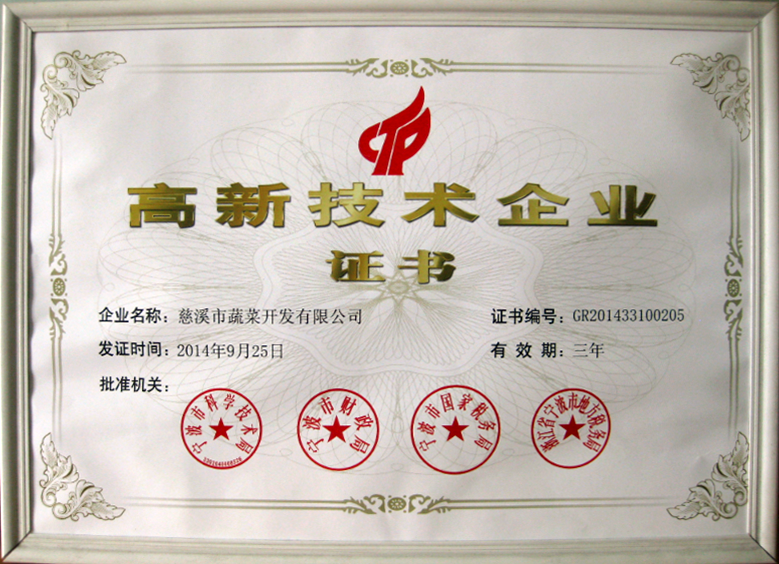 高新技术企业
证书
企业名称：慈溪市蔬菜开发有限公司
证书编号：GR201433100205
发证时间：2014年9月25日
有 效 期：三年
批准机关：
宁波市科学技术局
宁波市财政局
宁波市国家税务局
浙江省宁波市地方税务局